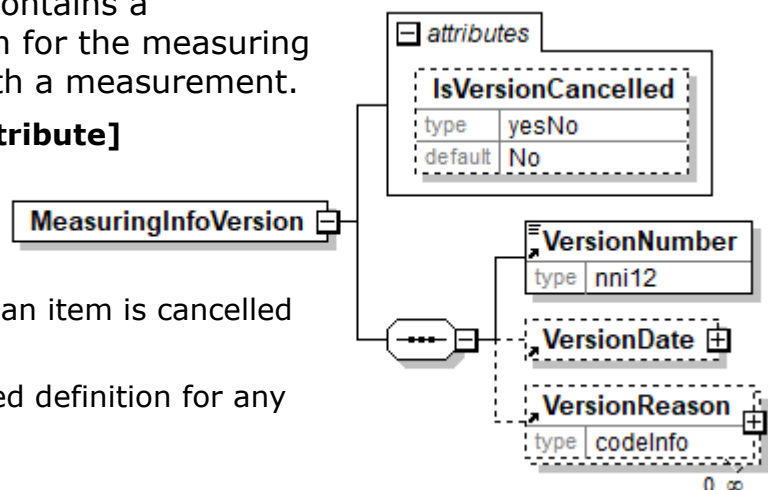 ontains a
n for the measuring
th a measurement.
tribute]
attributes
IsVersionCancelled
type yesNo
default No
MeasuringInfoVersion
VersionNumber
type nni12
an item is cancelled
VersionDate
ed definition for any
VersionReason
type codeInfo
0 ∞